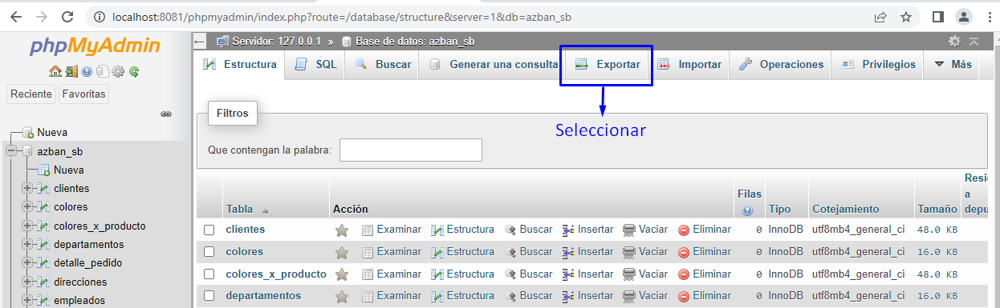 localhost:8081/phpmyadmin/index.php?route=/database/structure&server=1&db=azban_sb
phpMyAdmin
Reciente Favoritas
Nueva
azban_sb
Nueva
clientes
colores
colores_x_producto
departamentos
detalle_pedido
direcciones
empleados
Servidor: 127.0.0.1 » Base de datos: azban_sb
Estructura SQL Buscar Generar una consulta Exportar Importar Operaciones Privilegios Más
Seleccionar
Filtros
Que contengan la palabra:
Tabla Acción Filas Tipo Cotejamiento Tamaño Resi a depu
clientes Examinar Estructura Buscar Insertar Vaciar Eliminar 0 InnoDB utf8mb4_general_ci 48.0 KB
colores Examinar Estructura Buscar Insertar Vaciar Eliminar 0 InnoDB utf8mb4_general_ci 16.0 KB
colores_x_producto Examinar Estructura Buscar Insertar Vaciar Eliminar 0 InnoDB utf8mb4_general_ci 48.0 KB
departamentos Examinar Estructura Buscar Insertar Vaciar Eliminar 0 InnoDB utf8mb4_general_ci 16.0 KB